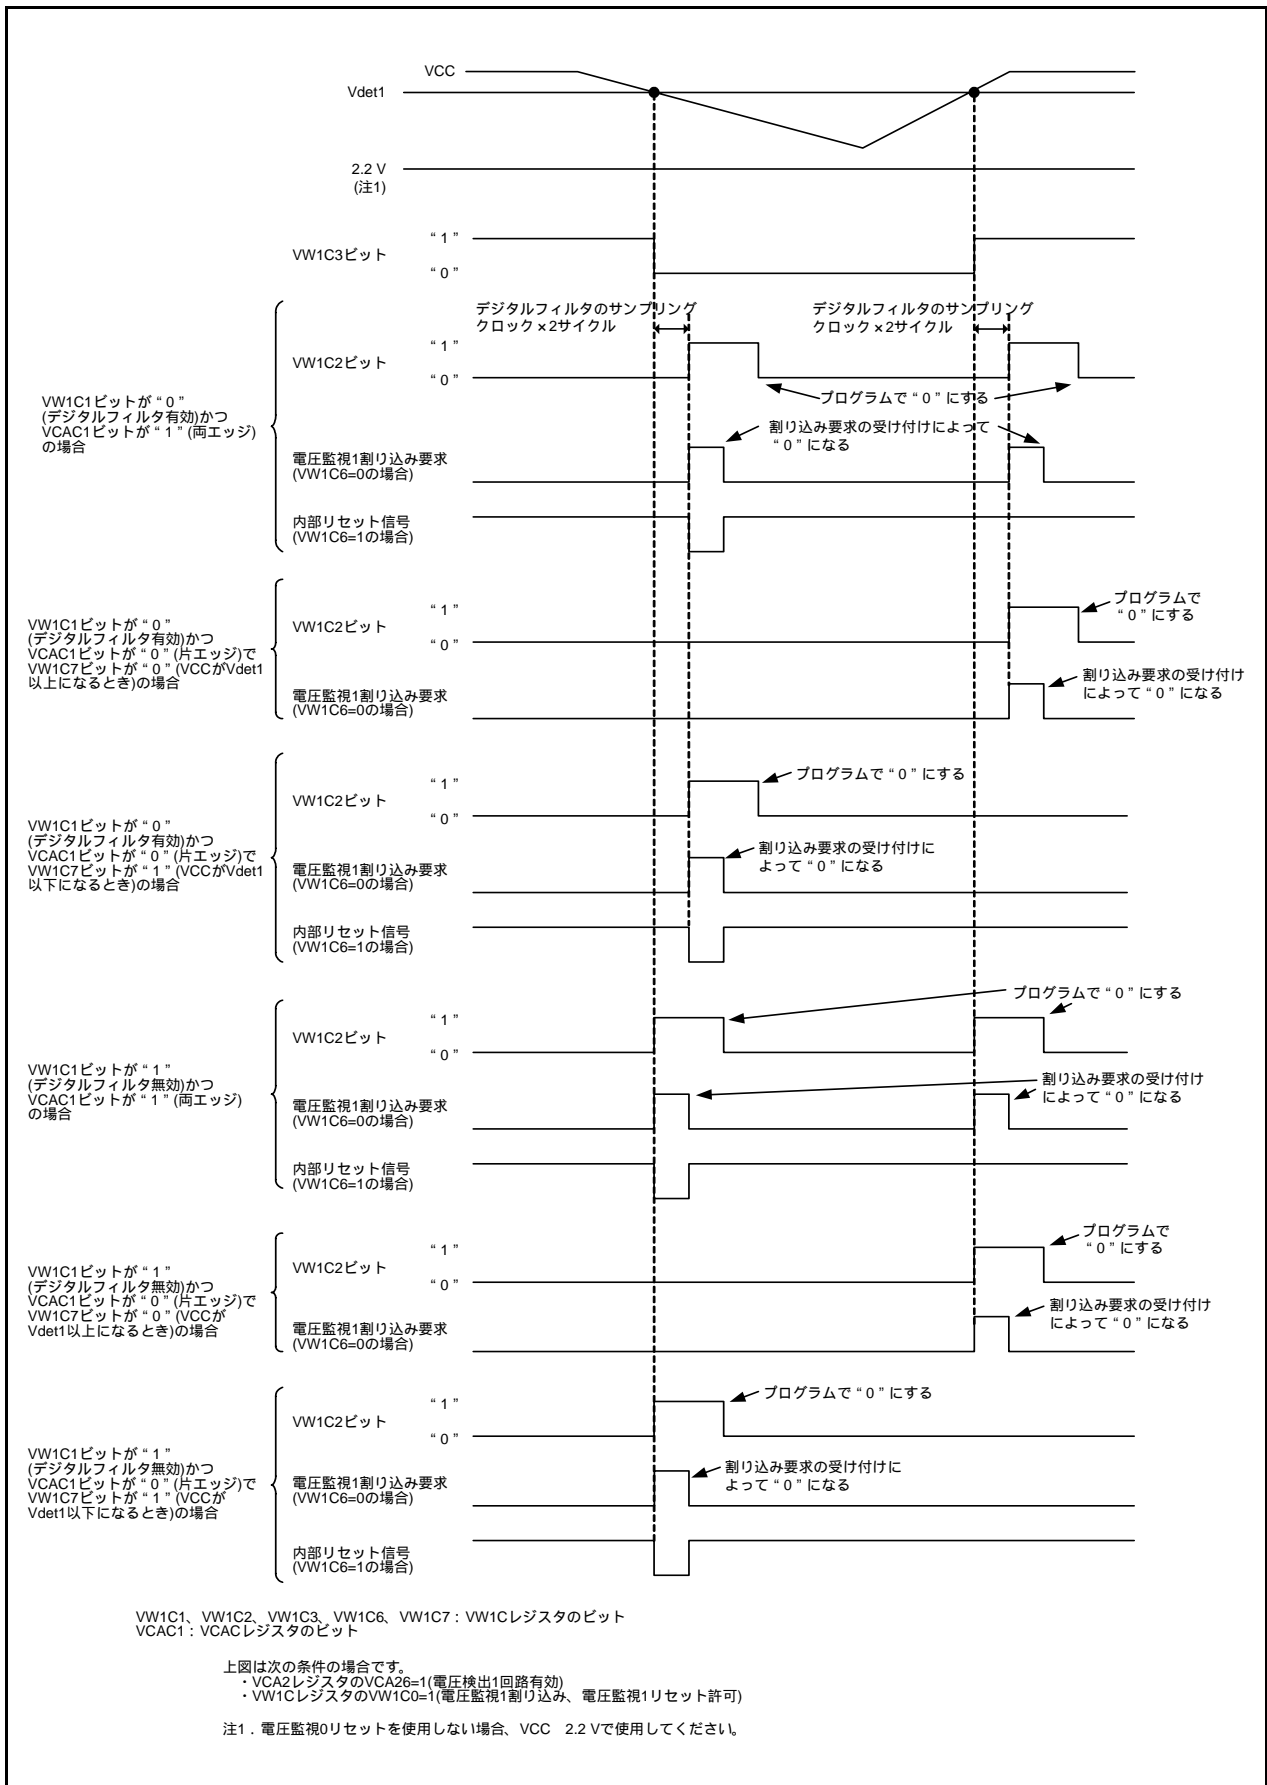 VCC
Vdet1
2.2 V
(注1)
VW1C3ビット
“ 1 ”
“ 0 ”
デジタルフィルタのサンプリング
クロック×2サイクル
デジタルフィルタのサンプリング
クロック×2サイクル
VW1C1ビットが“ 0 ”
(デジタルフィルタ有効)かつ
VCAC1ビットが“ 1 ” (両エッジ)
の場合
VW1C2ビット
“ 1 ”
“ 0 ”
プログラムで“ 0 ” にする
割り込み要求の受け付けによって
“ 0 ” になる
電圧監視1割り込み要求
(VW1C6=0の場合)
内部リセット信号
(VW1C6=1の場合)
VW1C1ビットが“ 0 ”
(デジタルフィルタ有効)かつ
VCAC1ビットが“ 0 ” (片エッジ)で
VW1C7ビットが“ 0 ” (VCCがVdet1
以上になるとき)の場合
VW1C2ビット
“ 1 ”
“ 0 ”
プログラムで
“ 0 ” にする
電圧監視1割り込み要求
(VW1C6=0の場合)
割り込み要求の受け付け
によって“ 0 ” になる
VW1C1ビットが“ 0 ”
(デジタルフィルタ有効)かつ
VCAC1ビットが“ 0 ” (片エッジ)で
VW1C7ビットが“ 1 ” (VCCがVdet1
以下になるとき)の場合
VW1C2ビット
“ 1 ”
“ 0 ”
プログラムで“ 0 ” にする
電圧監視1割り込み要求
(VW1C6=0の場合)
割り込み要求の受け付けに
よって“ 0 ” になる
内部リセット信号
(VW1C6=1の場合)
VW1C1ビットが“ 1 ”
(デジタルフィルタ無効)かつ
VCAC1ビットが“ 1 ” (両エッジ)
の場合
VW1C2ビット
“ 1 ”
“ 0 ”
プログラムで“ 0 ” にする
電圧監視1割り込み要求
(VW1C6=0の場合)
割り込み要求の受け付け
によって“ 0 ” になる
内部リセット信号
(VW1C6=1の場合)
VW1C1ビットが“ 1 ”
(デジタルフィルタ無効)かつ
VCAC1ビットが“ 0 ” (片エッジ)で
VW1C7ビットが“ 0 ” (VCCが
Vdet1以上になるとき)の場合
VW1C2ビット
“ 1 ”
“ 0 ”
プログラムで
“ 0 ” にする
電圧監視1割り込み要求
(VW1C6=0の場合)
割り込み要求の受け付け
によって“ 0 ” になる
VW1C1ビットが“ 1 ”
(デジタルフィルタ無効)かつ
VCAC1ビットが“ 0 ” (片エッジ)で
VW1C7ビットが“ 1 ” (VCCが
Vdet1以下になるとき)の場合
VW1C2ビット
“ 1 ”
“ 0 ”
プログラムで“ 0 ” にする
電圧監視1割り込み要求
(VW1C6=0の場合)
割り込み要求の受け付けに
よって“ 0 ” になる
内部リセット信号
(VW1C6=1の場合)
VW1C1、VW1C2、VW1C3、VW1C6、VW1C7：VW1Cレジスタのビット
VCAC1：VCACレジスタのビット
上図は次の条件の場合です。
・VCA2レジスタのVCA26=1(電圧検出1回路有効)
・VW1CレジスタのVW1C0=1(電圧監視1割り込み、電圧監視1リセット許可)
注1．電圧監視0リセットを使用しない場合、VCC　2.2 Vで使用してください。